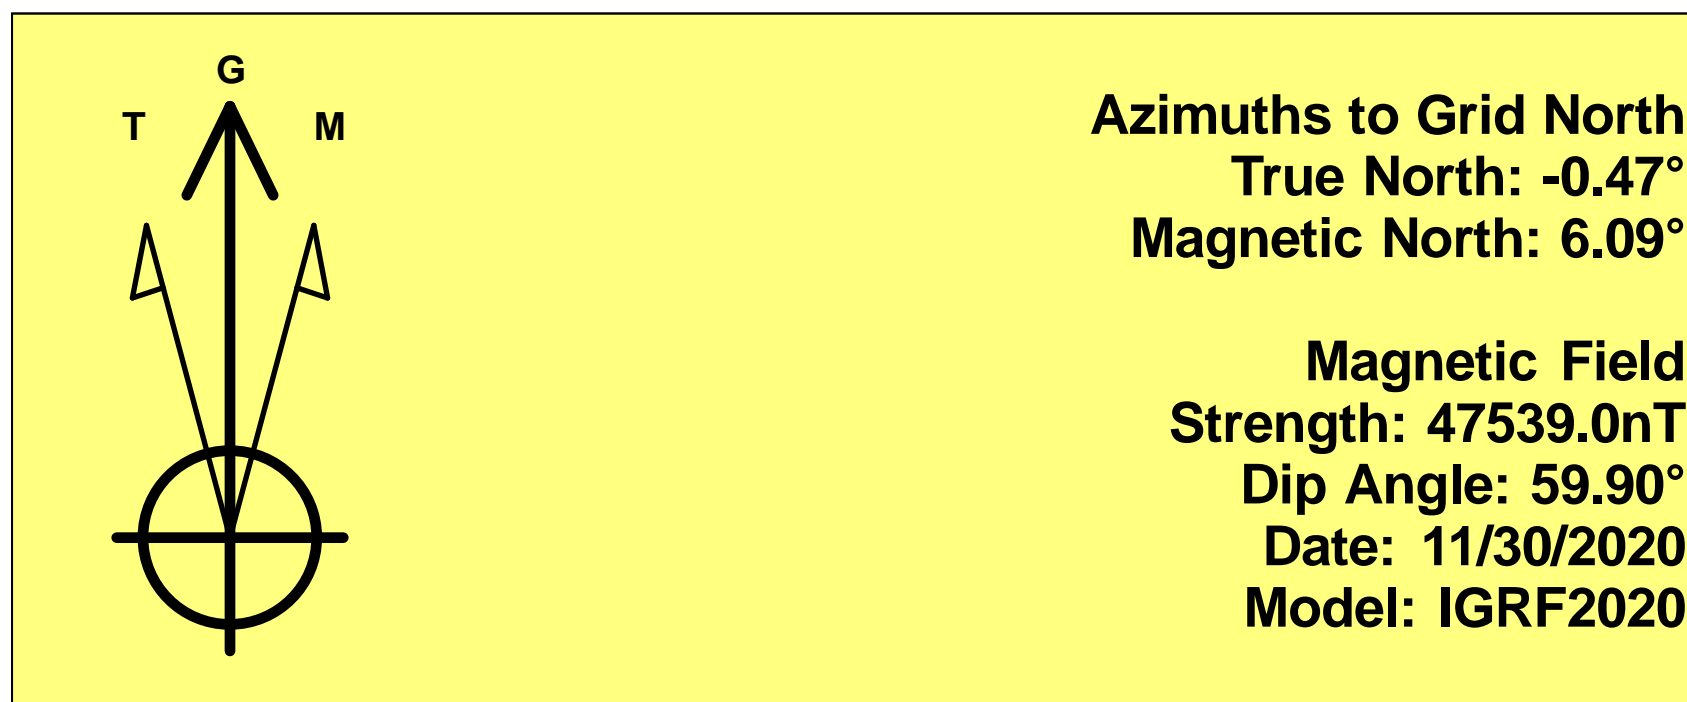 G
T M
Azimuths to Grid North
True North: -0.47°
Magnetic North: 6.09°
Magnetic Field
Strength: 47539.0nT
Dip Angle: 59.90°
Date: 11/30/2020
Model: IGRF2020